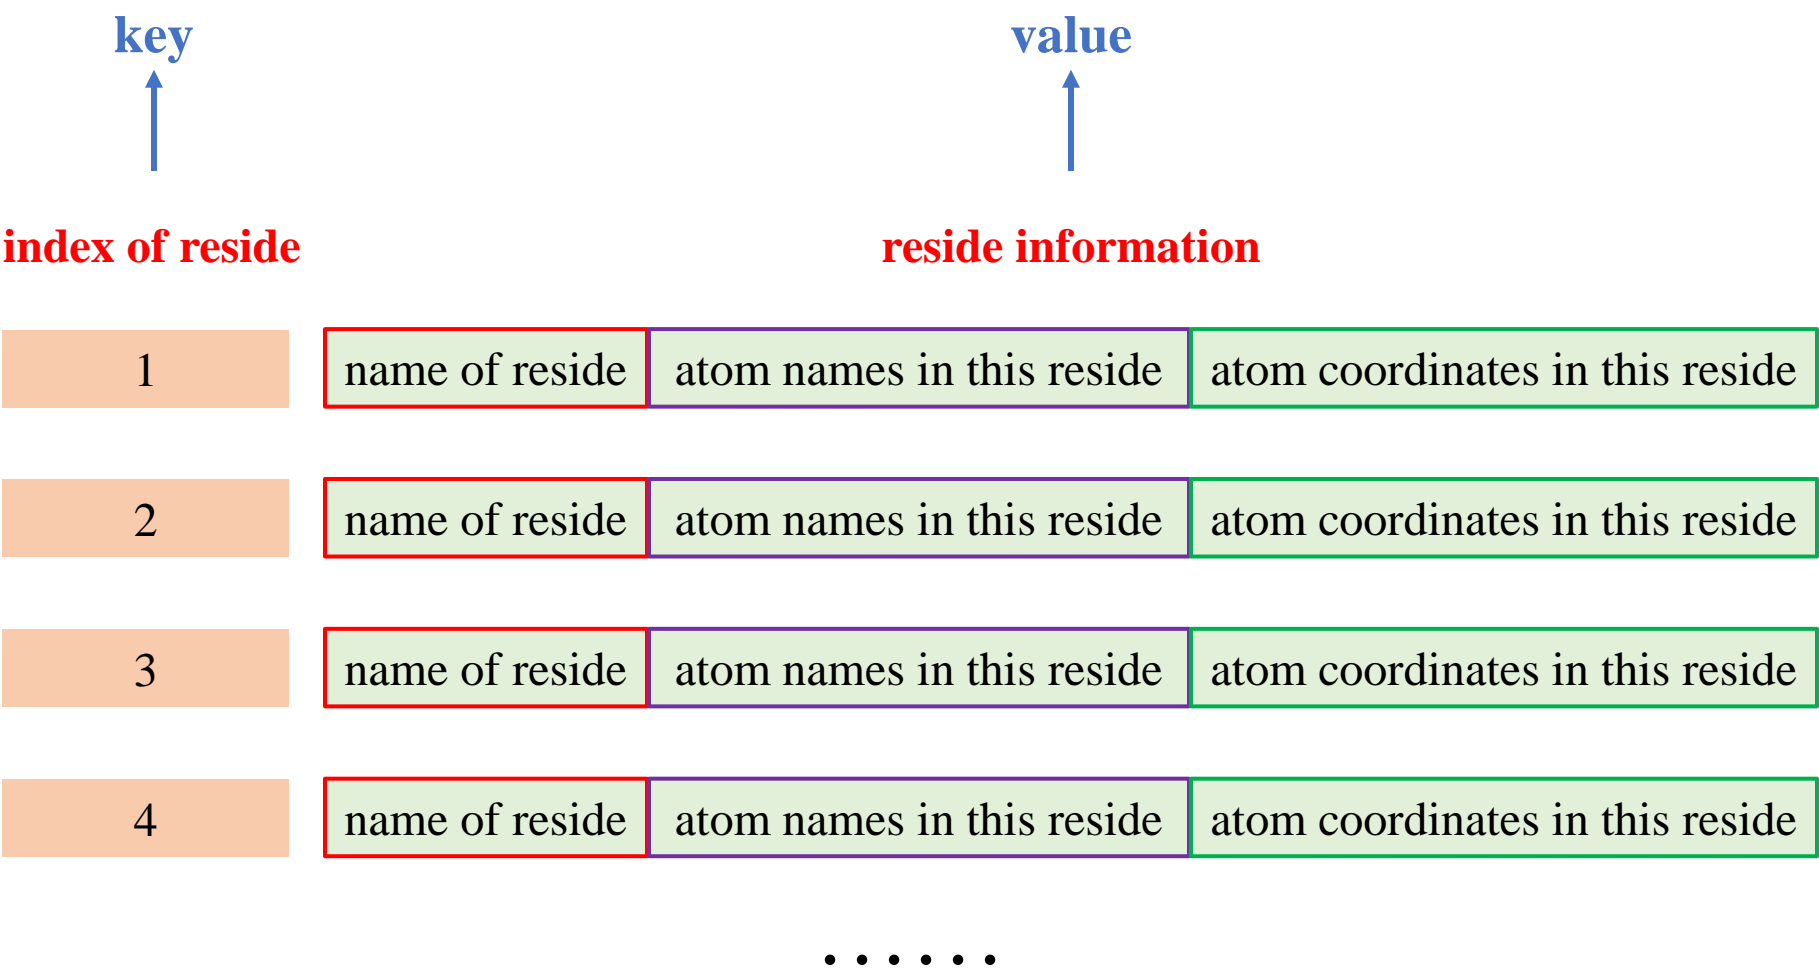 key value
index of reside reside information
1 name of reside atom names in this reside atom coordinates in this reside
2 name of reside atom names in this reside atom coordinates in this reside
3 name of reside atom names in this reside atom coordinates in this reside
4 name of reside atom names in this reside atom coordinates in this reside
......